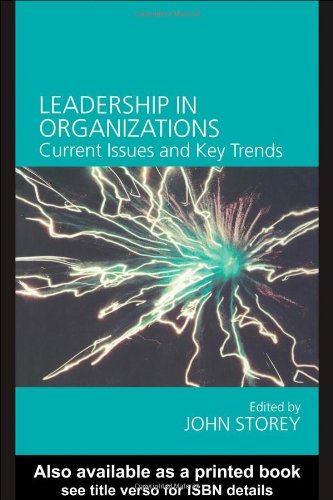 LEADERSHIP IN
ORGANIZATIONS
Current Issues and Key Trends
Edited by
JOHN STOREY
Also available as a printed book
see title verso for ISBN details